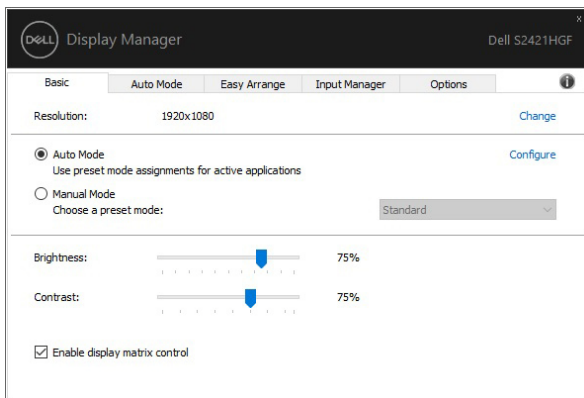 DELL Display Manager Dell S2421HGF
Basic Auto Mode Easy Arrange Input Manager Options
Resolution: 1920x1080 Change
Auto Mode Configure
Use preset mode assignments for active applications
Manual Mode
Choose a preset mode: Standard
Brightness: 75%
Contrast: 75%
Enable display matrix control